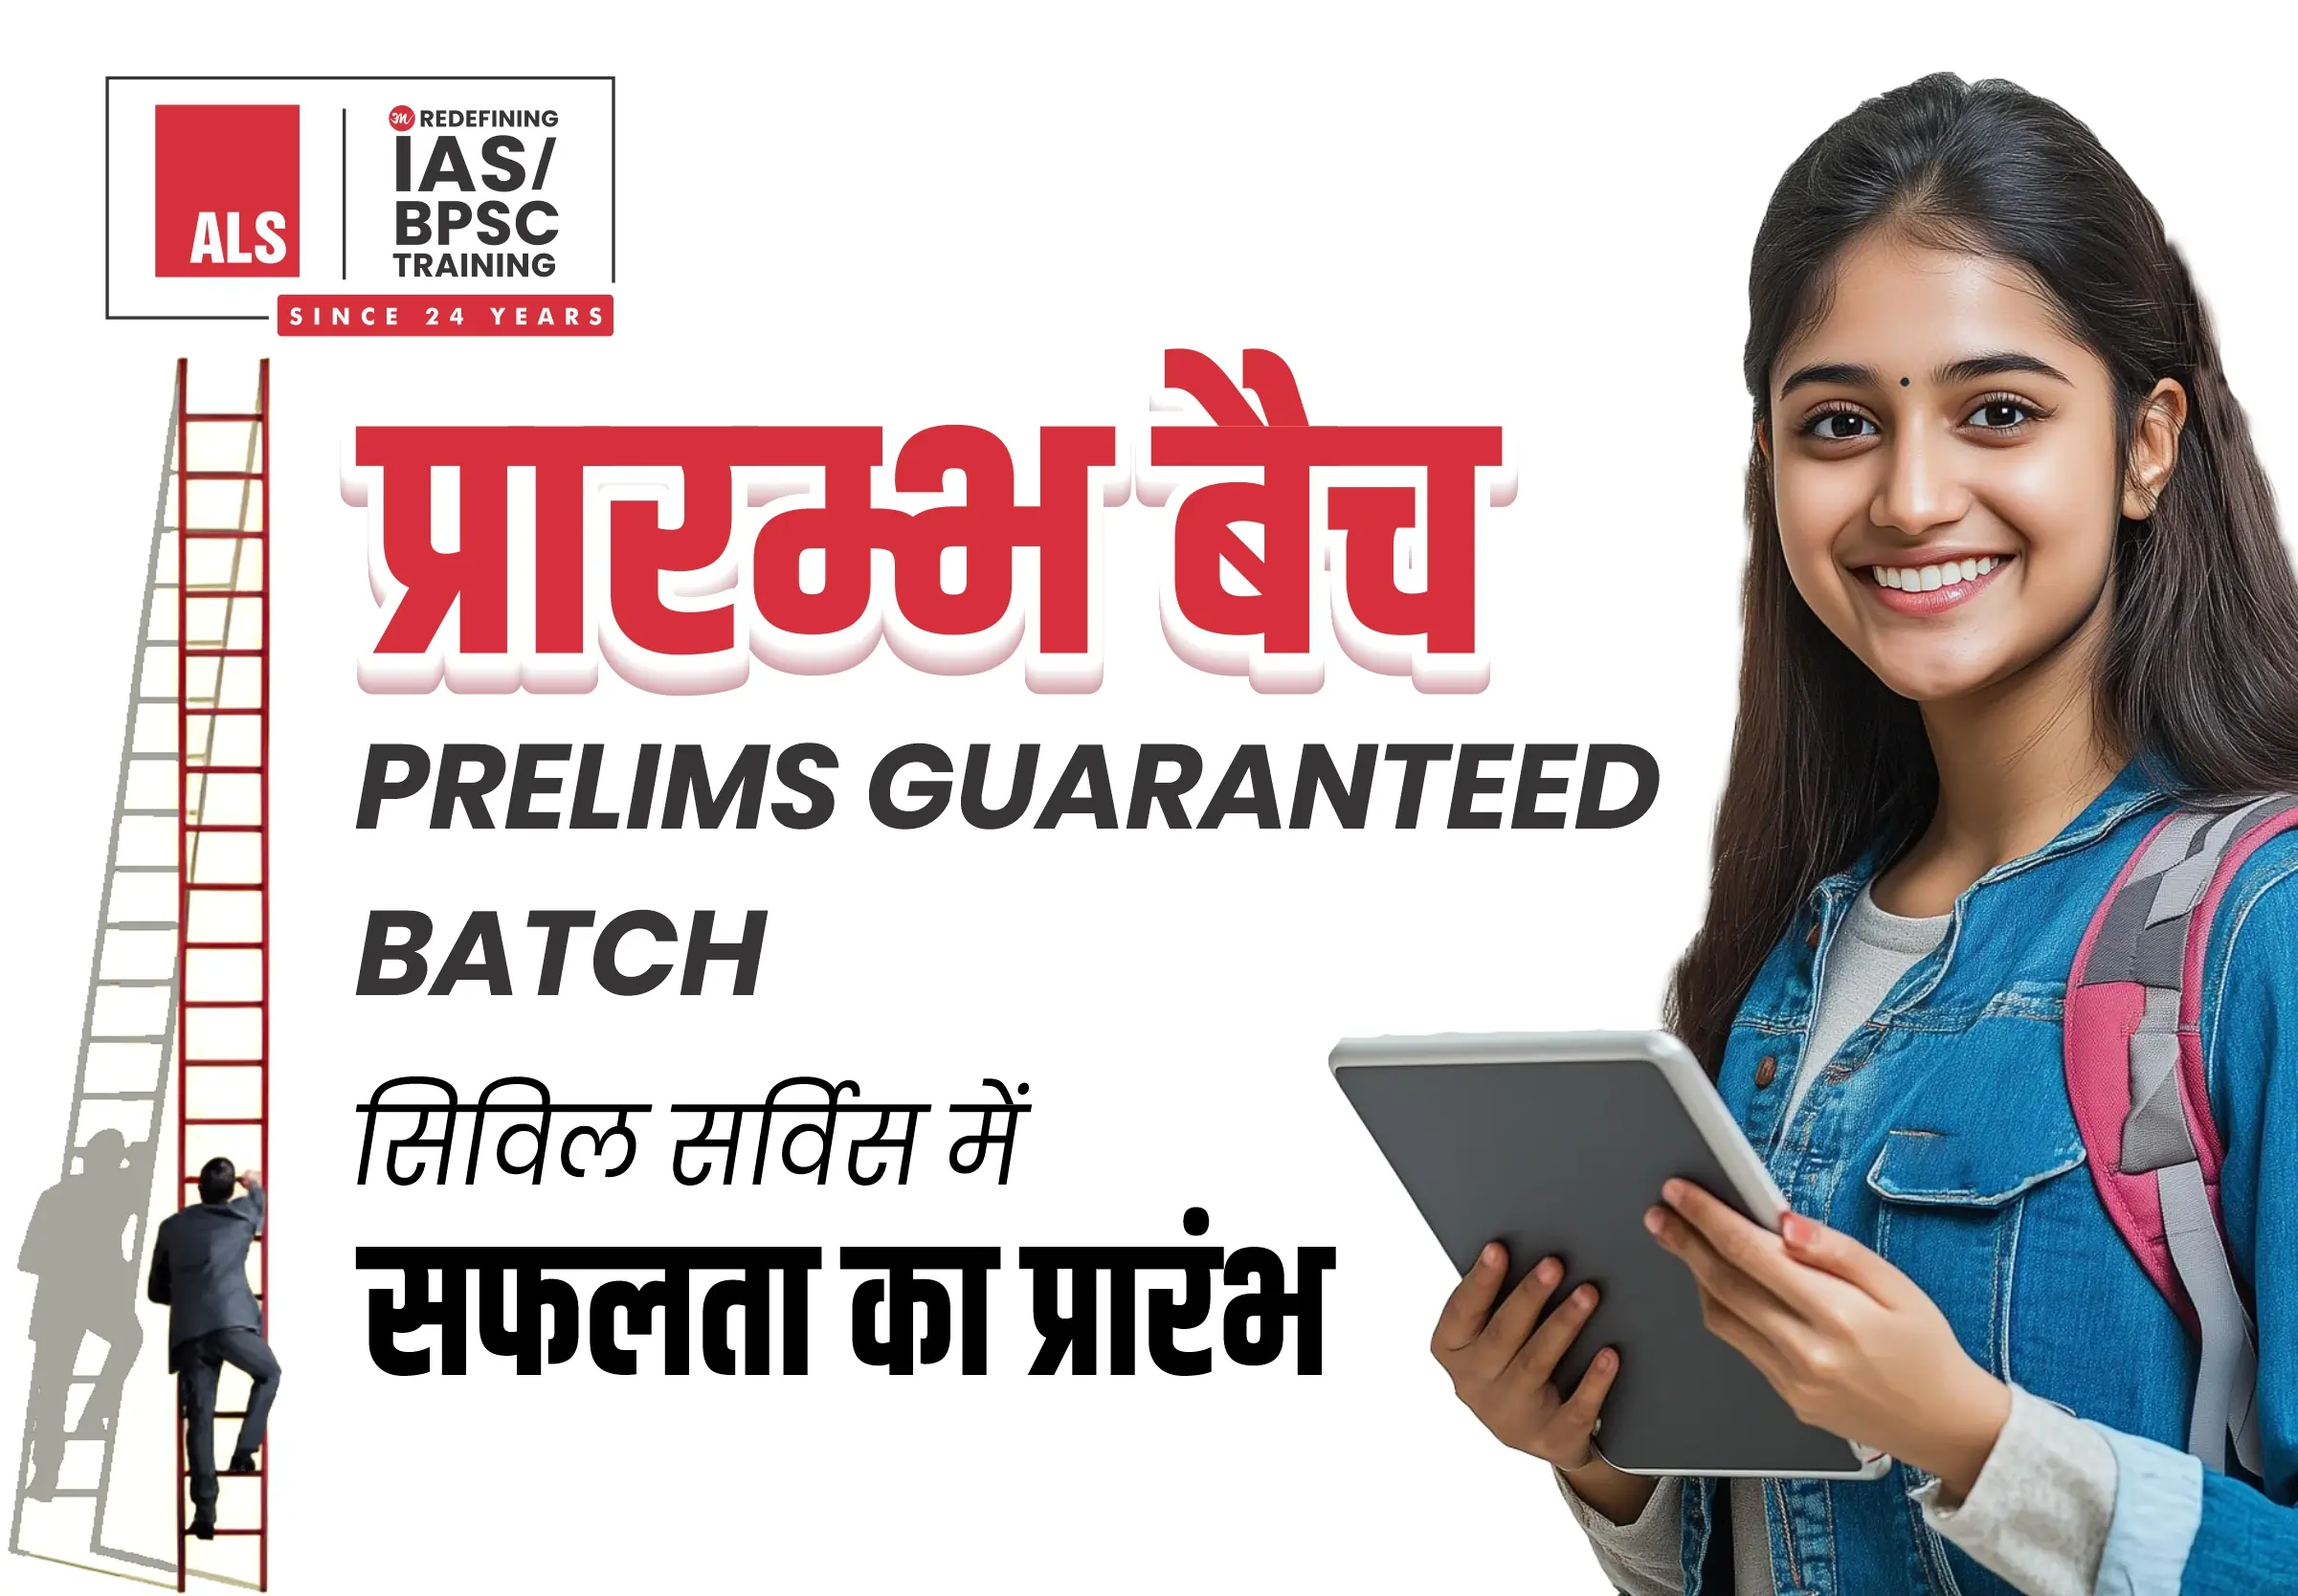 ALS
REDEFINING
IAS/
BPSC
TRAINING
SINCE 24 YEARS
प्रारम्भ बैच
PRELIMS GUARANTEED
BATCH
सिविल सर्विस में
सफलता का प्रारंभ